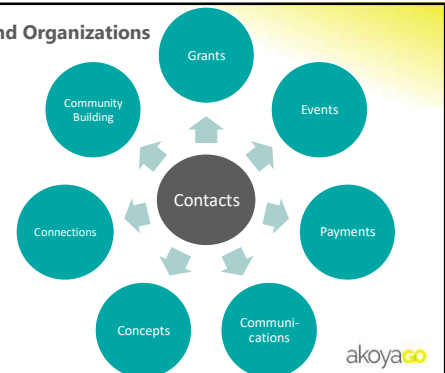 nd Organizations
Grants
Events
Payments
Communi-
cations
Concepts
Connections
Community
Building
Contacts
akoyaGO